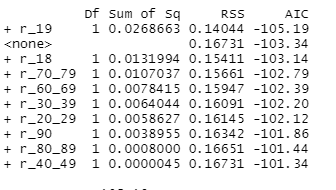 Df Sum of Sq RSS AIC
+ r_19 1 0.0268663 0.14044 -105.19
<none> 0.16731 -103.34
+ r_18 1 0.0131994 0.15411 -103.14
+ r_70_79 1 0.0107037 0.15661 -102.79
+ r_60_69 1 0.0078415 0.15947 -102.39
+ r_30_39 1 0.0064044 0.16091 -102.20
+ r_20_29 1 0.0058627 0.16145 -102.12
+ r_90 1 0.0038955 0.16342 -101.86
+ r_80_89 1 0.0008000 0.16651 -101.44
+ r_40_49 1 0.0000045 0.16731 -101.34